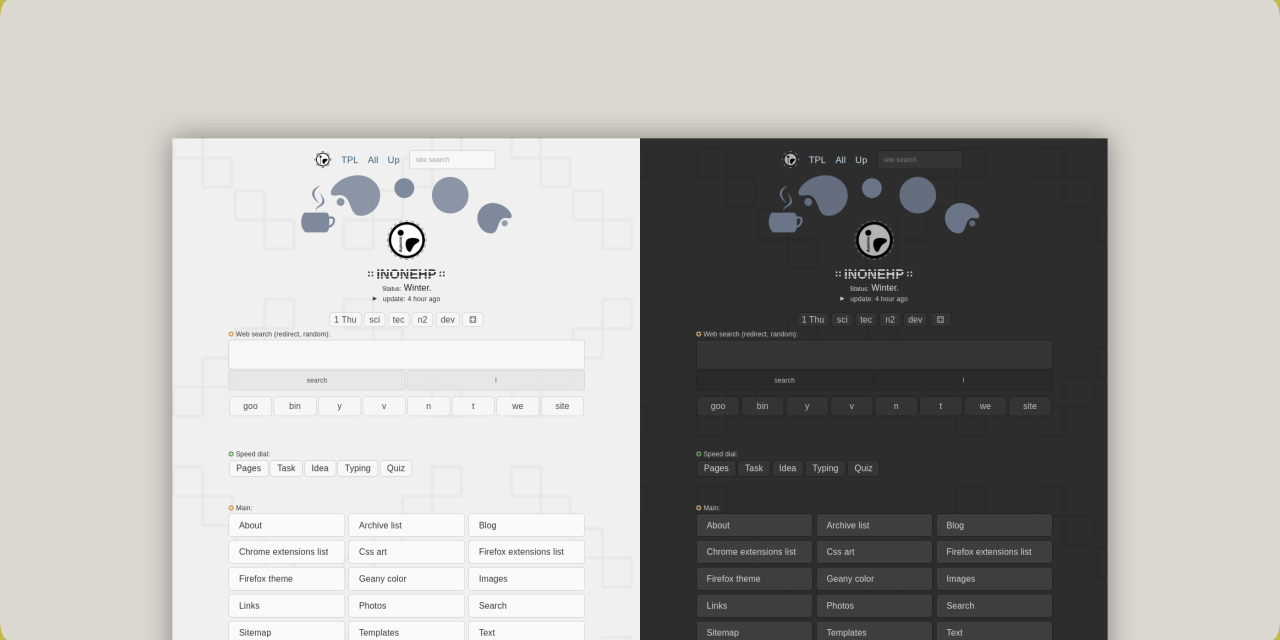 TPL All Up site search
:: INONEHP ::
Status: Winter.
► update: 4 hour ago
1 Thu sci tec n2 dev ⚃
Web search (redirect, random):
search l
goo bin y v n t we site
Speed dial:
Pages Task Idea Typing Quiz
Main:
About Archive list Blog
Chrome extensions list Css art Firefox extensions list
Firefox theme Geany color Images
Links Photos Search
Sitemap Templates Text
TPL All Up site search
:: INONEHP ::
Status: Winter.
► update: 4 hour ago
1 Thu sci tec n2 dev ⚃
Web search (redirect, random):
search l
goo bin y v n t we site
Speed dial:
Pages Task Idea Typing Quiz
Main:
About Archive list Blog
Chrome extensions list Css art Firefox extensions list
Firefox theme Geany color Images
Links Photos Search
Sitemap Templates Text